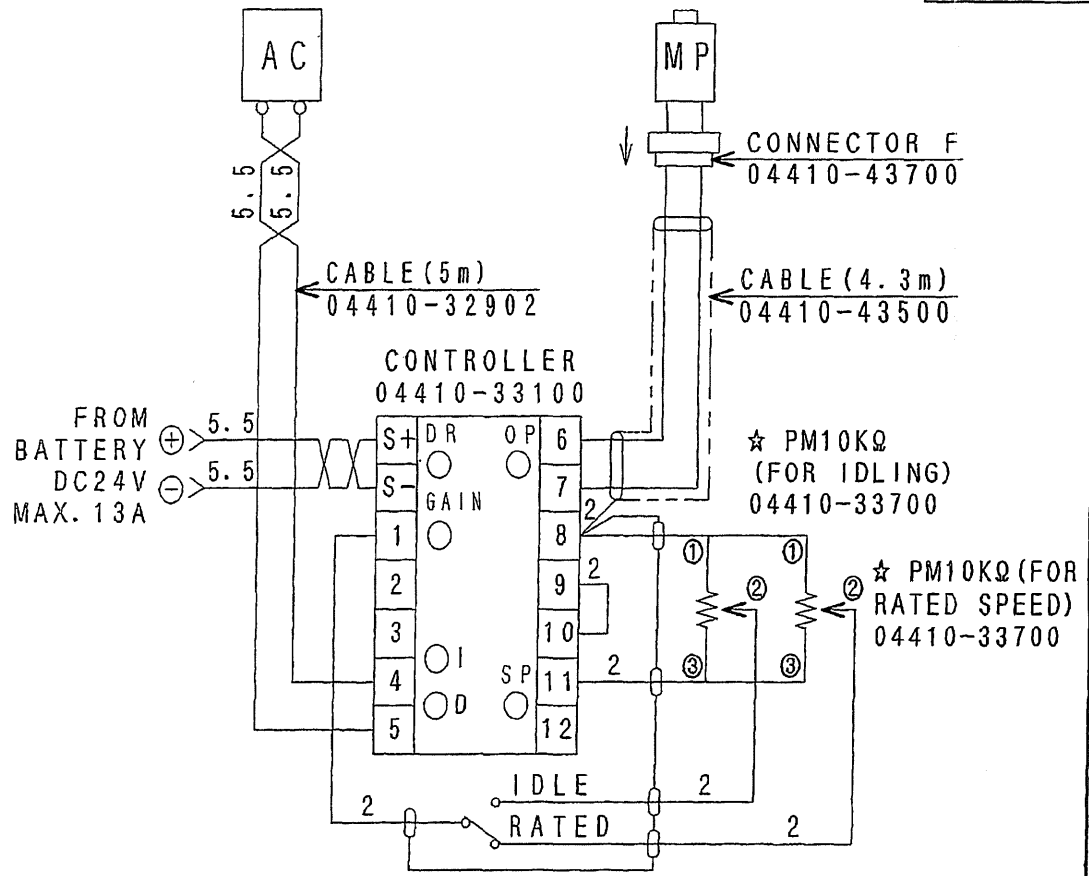 AC
MP
CONNECTOR F
04410-43700
5.5
5.5
CABLE(5m)
04410-32902
CABLE(4.3m)
04410-43500
CONTROLLER
04410-33100
FROM
BATTERY
DC24V
MAX.13A
⊕
⊖
5.5
5.5
S+
S-
1
2
3
4
5
DR
OP
GAIN
I
D
SP
6
7
8
9
10
11
12
☆ PM10KΩ
(FOR IDLING)
04410-33700
2
2
2
①
②
③
①
②
③
☆ PM10KΩ(FOR
RATED SPEED)
04410-33700
IDLE
2
2
RATED
2